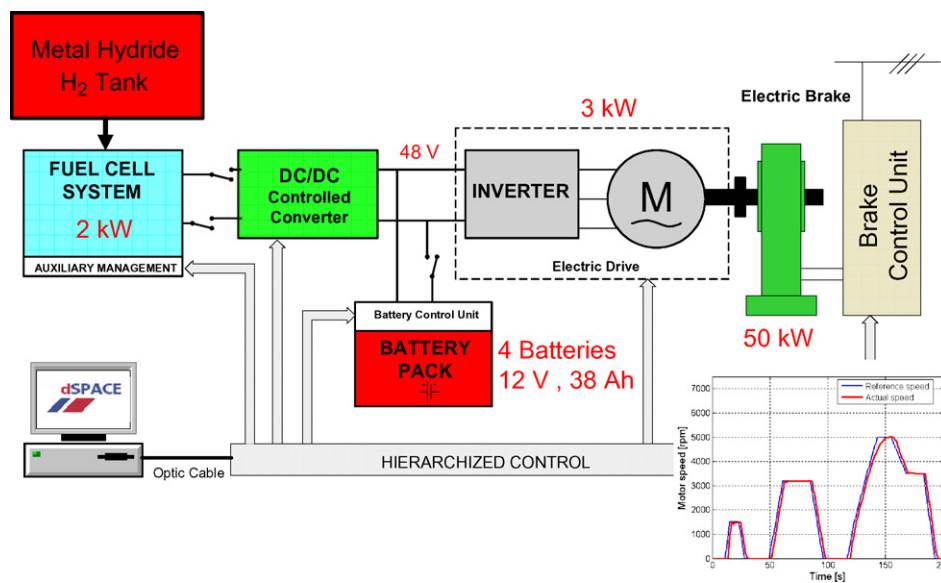 Metal Hydride
H2 Tank
FUEL CELL
SYSTEM
2 kW
AUXILIARY MANAGEMENT
DC/DC
Controlled
Converter
48 V
3 kW
INVERTER
M
Electric Drive
Electric Brake
Brake
Control Unit
50 kW
Battery Control Unit
BATTERY
PACK
4 Batteries
12 V , 38 Ah
dSPACE
Optic Cable
HIERARCHIZED CONTROL
Reference speed
Actual speed
Motor speed [rpm]
7000
6000
5000
4000
3000
2000
1000
0
0
50
100
150
Time [s]